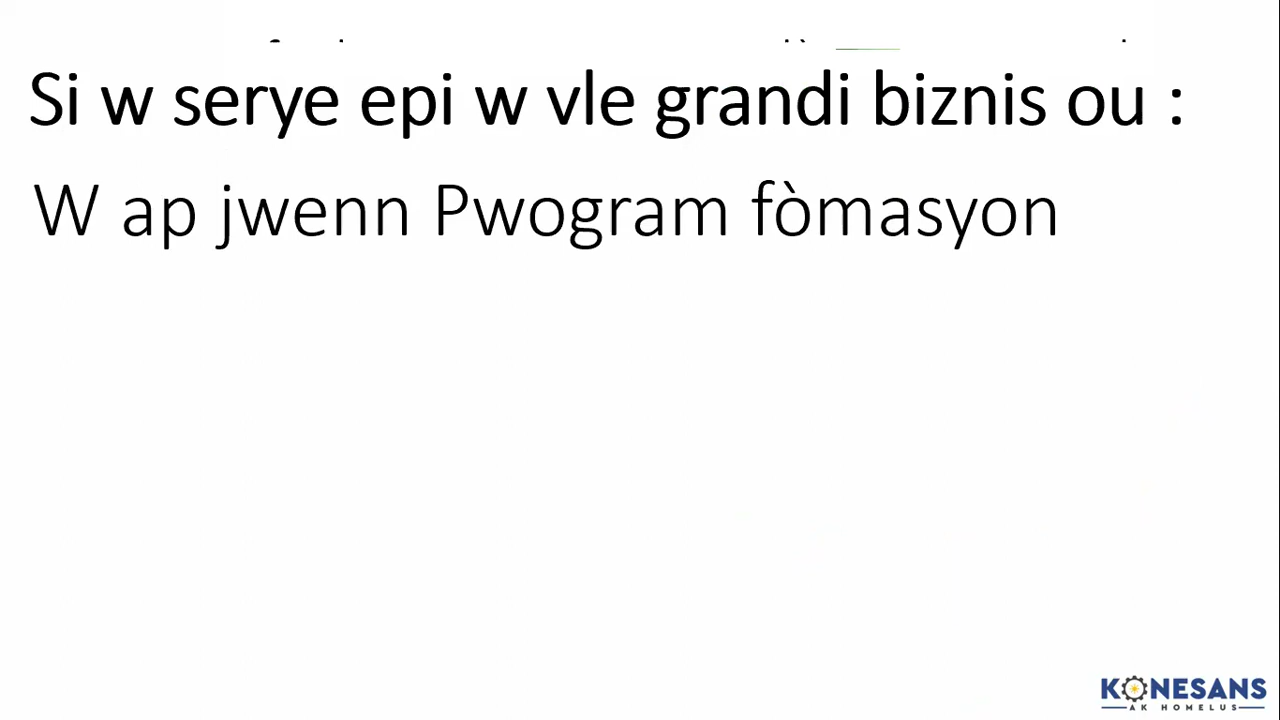 Si w serye epi w vle grandi biznis ou :
W ap jwenn Pwogram fòmasyon
KONESANS
AK HOMELUS